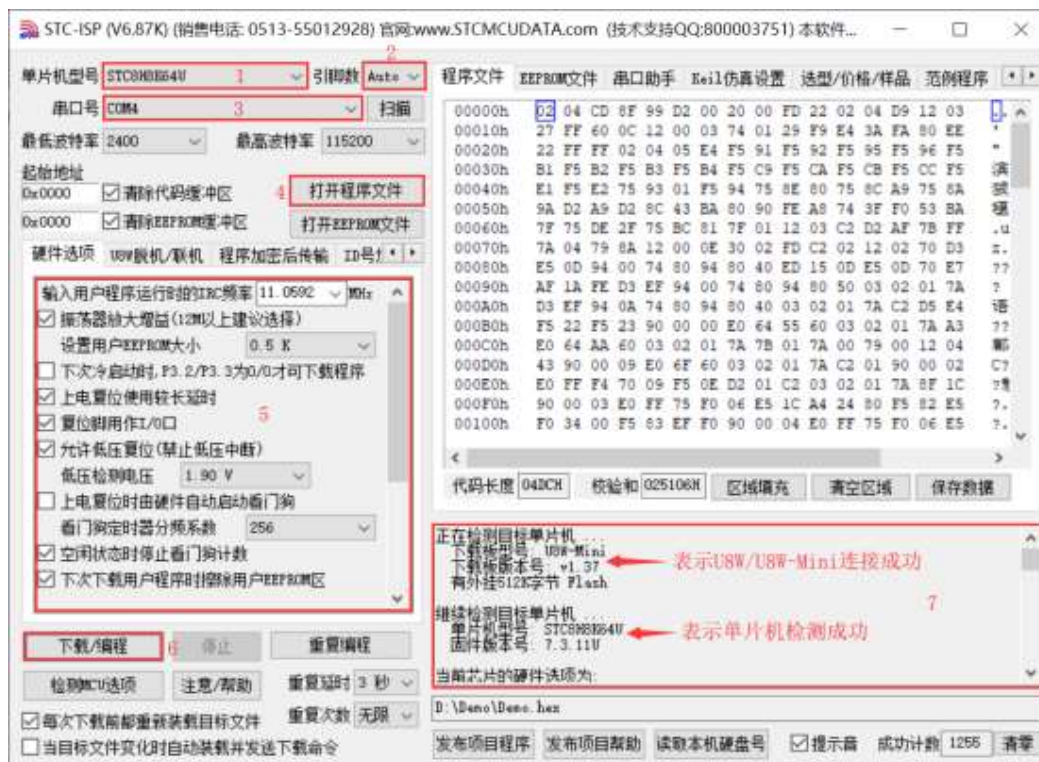 STC-ISP (V6.87K) (销售电话: 0513-55012928) 官网:www.STCMCUDATA.com (技术支持QQ:800003751) 本软件...
单片机型号 STC8H8K64U 1 引脚数 2 Auto
串口号 COM4 3 扫描
最低波特率 2400 最高波特率 115200
起始地址
0x0000 清除代码缓冲区 4 打开程序文件
0x0000 清除EEPROM缓冲区 打开EEPROM文件
硬件选项 U8W脱机/联机 程序加密后传输 ID号
输入用户程序运行时的IRC频率 11.0592 MHz
振荡器放大增益(12M以上建议选择)
设置用户EEPROM大小 0.5 K
下次冷启动时,P3.2/P3.3为0/0才可下载程序
上电复位使用较长延时
复位脚用作I/O口
5
允许低压复位(禁止低压中断)
低压检测电压 1.90 V
上电复位时由硬件自动启动看门狗
看门狗定时器分频系数 256
空闲状态时停止看门狗计数
下次下载用户程序时擦除用户EEPROM区
下载/编程 6 停止 重复编程
检测MCU选项 注意/帮助 重复延时 3 秒
每次下载前都重新装载目标文件 重复次数 无限
当目标文件变化时自动装载并发送下载命令
程序文件 EEPROM文件 串口助手 Keil仿真设置 选型/价格/样品 范例程序
00000h 02 04 CD 8F 99 D2 00 20 00 FD 22 02 04 D9 12 03
00010h 27 FF 60 0C 12 00 03 74 01 29 F9 E4 3A FA 80 EE
00020h 22 FF FF 02 04 05 E4 F5 91 F5 92 F5 95 F5 96 F5
00030h B1 F5 B2 F5 B3 F5 B4 F5 C9 F5 CA F5 CB F5 CC F5
00040h E1 F5 E2 75 93 01 F5 94 75 8E 80 75 8C A9 75 8A
00050h 9A D2 A9 D2 8C 43 BA 80 90 FE A8 74 3F F0 53 BA
00060h 7F 75 DE 2F 75 BC 81 7F 01 12 03 C2 D2 AF 7B FF .u
00070h 7A 04 79 8A 12 00 0E 30 02 FD C2 02 12 02 70 D3 z.
00080h E5 0D 94 00 74 80 94 80 40 ED 15 0D E5 0D 70 E7 ??
00090h AF 1A FE D3 EF 94 00 74 80 94 80 50 03 02 01 7A ?
000A0h D3 EF 94 0A 74 80 94 80 40 03 02 01 7A C2 D5 E4 语
000B0h F5 22 F5 23 90 00 00 E0 64 55 60 03 02 01 7A A3 ??
000C0h E0 64 AA 60 03 02 01 7A 7B 01 7A 00 79 00 12 04
000D0h 43 90 00 09 E0 6F 60 03 02 01 7A C2 01 90 00 02 C?
000E0h E0 FF F4 70 09 F5 0E D2 01 C2 03 02 01 7A 8F 1C
000F0h 90 00 03 E0 FF 75 F0 06 E5 1C A4 24 80 F5 82 E5 ?.
00100h F0 34 00 F5 83 EF F0 90 00 04 E0 FF 75 F0 06 E5 ?.
代码长度 04DCH 校验和 025106H 区域填充 清空区域 保存数据
正在检测目标单片机 ...
下载板型号: U8W-Mini
下载板版本号: v1.37 表示U8W/U8W-Mini连接成功
有外挂512K字节 Flash
7
继续检测目标单片机 ...
单片机型号: STC8H8K64U 表示单片机检测成功
固件版本号: 7.3.11U
当前芯片的硬件选项为:
D:\Demo\Demo.hex
发布项目程序 发布项目帮助 读取本机硬盘号 提示音 成功计数 1255 清零